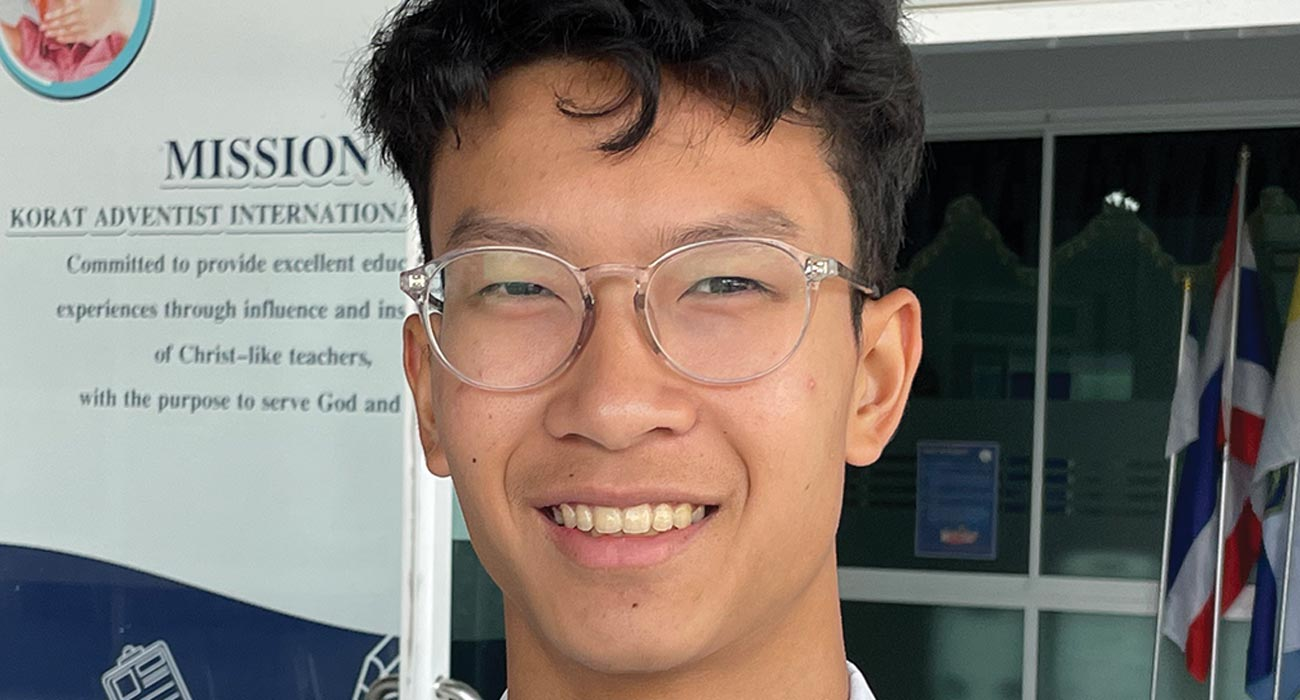 MISSION
KORAT ADVENTIST INTERNATIONA
Committed to provide excellent educ
experiences through influence and ins
of Christ-like teachers,
with the purpose to serve God and